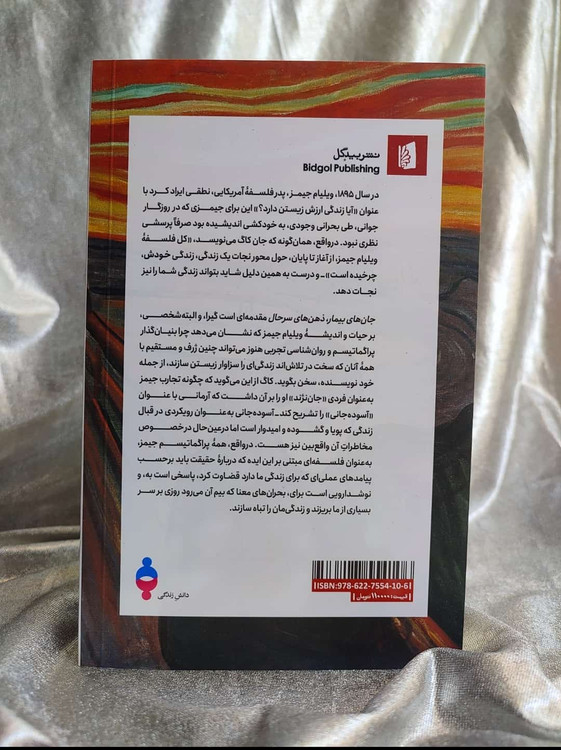 نشر بیدگل
Bidgol Publishing
در سال ۱۸۹۵، ویلیام جیمز، پدر فلسفهٔ آمریکایی، نطقی ایراد کرد با
عنوان «آیا زندگی ارزش زیستن دارد؟» این برای جیمزی که در روزگار
جوانی، طی بحرانی وجودی، به خودکشی اندیشیده بود صرفاً پرسشی
نظری نبود. درواقع، همان‌گونه که جان کاگ می‌نویسد، «کل فلسفهٔ
ویلیام جیمز، از آغاز تا پایان، حول محور نجات یک زندگی، زندگی خودش،
چرخیده است» ــ و درست به همین دلیل شاید بتواند زندگی شما را نیز
نجات دهد.
جان‌های بیمار، ذهن‌های سرحال مقدمه‌ای است گیرا، و البته شخصی،
بر حیات و اندیشهٔ ویلیام جیمز که نشان می‌دهد چرا بنیان‌گذار
پراگماتیسم و روان‌شناسی تجربی هنوز می‌تواند چنین ژرف و مستقیم با
همهٔ آنان که سخت در تلاش‌اند زندگی‌ای را سزاوار زیستن سازند، از جمله
خود نویسنده، سخن بگوید. کاگ از این می‌گوید که چگونه تجارب جیمز
به‌عنوان فردی «جان‌نژند» او را بر آن داشت که آرمانی با عنوان
«آسوده‌جانی» را تشریح کند ــ آسوده‌جانی به‌عنوان رویکردی در قبال
زندگی که پویا و گشوده و امیدوار است اما درعین‌حال در خصوص
مخاطرات آن واقع‌بین نیز هست. درواقع، همهٔ پراگماتیسم جیمز،
به‌عنوان فلسفه‌ای مبتنی بر این ایده که دربارهٔ حقیقت باید برحسب
پیامدهای عملی‌ای که برای زندگی ما دارد قضاوت کرد، پاسخی است به، و
نوشدارویی است برای، بحران‌های معنا که بیم آن می‌رود روزی بر سر
بسیاری از ما بریزند و زندگی‌مان را تباه سازند.
ISBN: 978-622-7554-10-6
قیمت: ۱۱۰۰۰۰ تومان
دانش زندگی